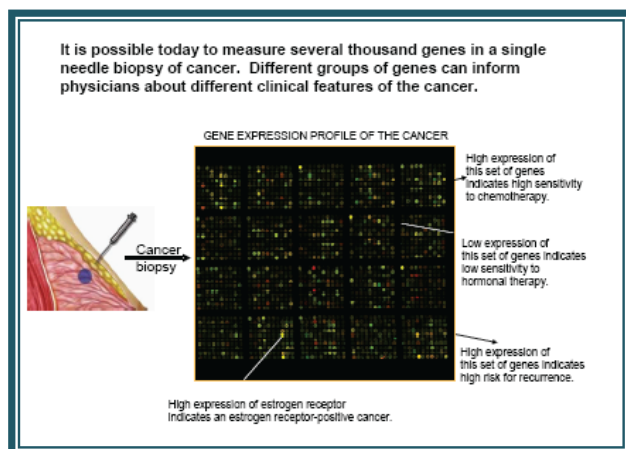 It is possible today to measure several thousand genes in a single
needle biopsy of cancer.  Different groups of genes can inform
physicians about different clinical features of the cancer.
GENE EXPRESSION PROFILE OF THE CANCER
High expression of
this set of genes
indicates high sensitivity
to chemotherapy.
Cancer
biopsy
Low expression of
this set of genes indicates
low sensitivity to
hormonal therapy.
High expression of
this set of genes indicates
high risk for recurrence.
High expression of estrogen receptor
Indicates an estrogen receptor-positive cancer.